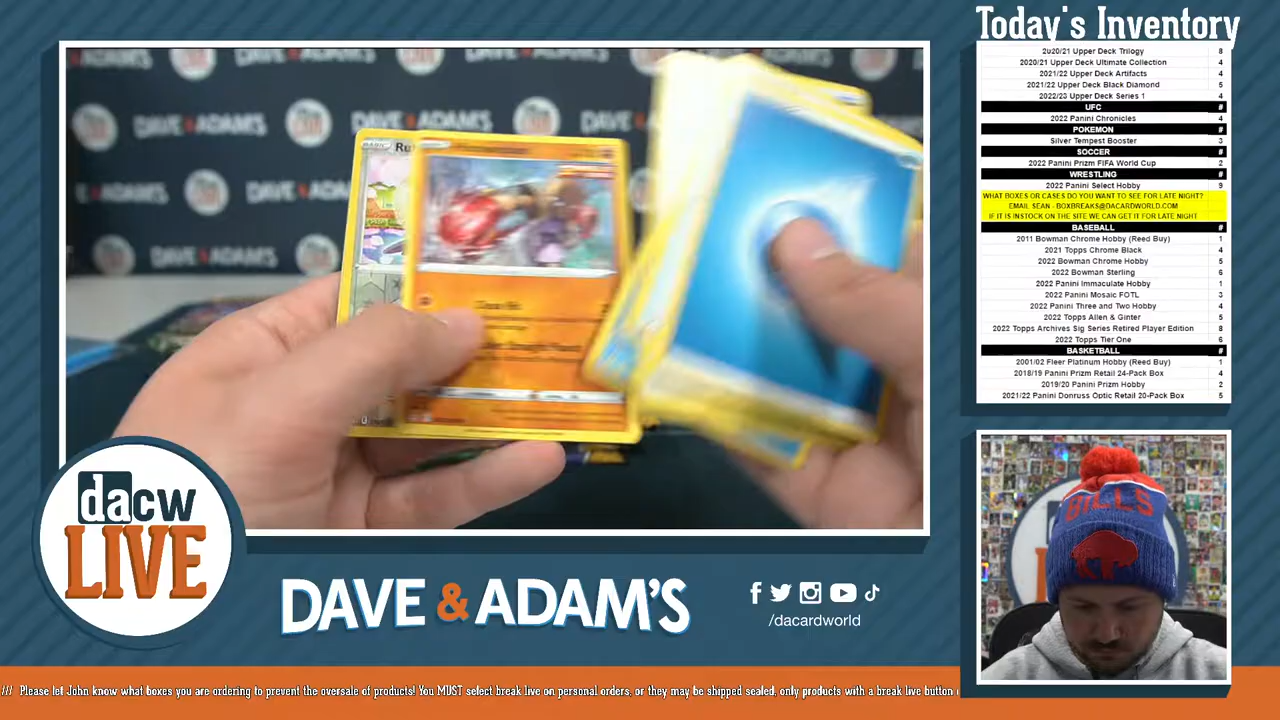 Today's Inventory
2020/21 Upper Deck Trilogy 8
2020/21 Upper Deck Ultimate Collection 4
2021/22 Upper Deck Artifacts 4
2021/22 Upper Deck Black Diamond 5
2022/23 Upper Deck Series 1 4
UFC #
2022 Panini Chronicles 4
POKEMON #
Silver Tempest Booster 3
SOCCER #
2022 Panini Prizm FIFA World Cup 2
WRESTLING #
2022 Panini Select Hobby 9
WHAT BOXES OR CASES DO YOU WANT TO SEE FOR LATE NIGHT?
EMAIL SEAN - BOXBREAKS@DACARDWORLD.COM
IF IT IS INSTOCK ON THE SITE WE CAN GET IT FOR LATE NIGHT
BASEBALL #
2011 Bowman Chrome Hobby (Reed Buy) 1
2021 Topps Chrome Black 4
2022 Bowman Chrome Hobby 5
2022 Bowman Sterling 6
2022 Panini Immaculate Hobby 1
2022 Panini Mosaic FOTL 3
2022 Panini Three and Two Hobby 4
2022 Topps Allen & Ginter 5
2022 Topps Archives Sig Series Retired Player Edition 8
2022 Topps Tier One 6
BASKETBALL #
2001/02 Fleer Platinum Hobby (Reed Buy) 1
2018/19 Panini Prizm Retail 24-Pack Box 4
2019/20 Panini Prizm Hobby 2
2021/22 Panini Donruss Optic Retail 20-Pack Box 5
DAVE & ADAM'S
DAVE & ADAM'S
DAVE & ADAM
BASIC Ru
BILLS
dacw
LIVE
DAVE & ADAM'S
/dacardworld
/// Please let John know what boxes you are ordering to prevent the oversale of products! You MUST select break live on personal orders, or they may be shipped sealed, only products with a break live button